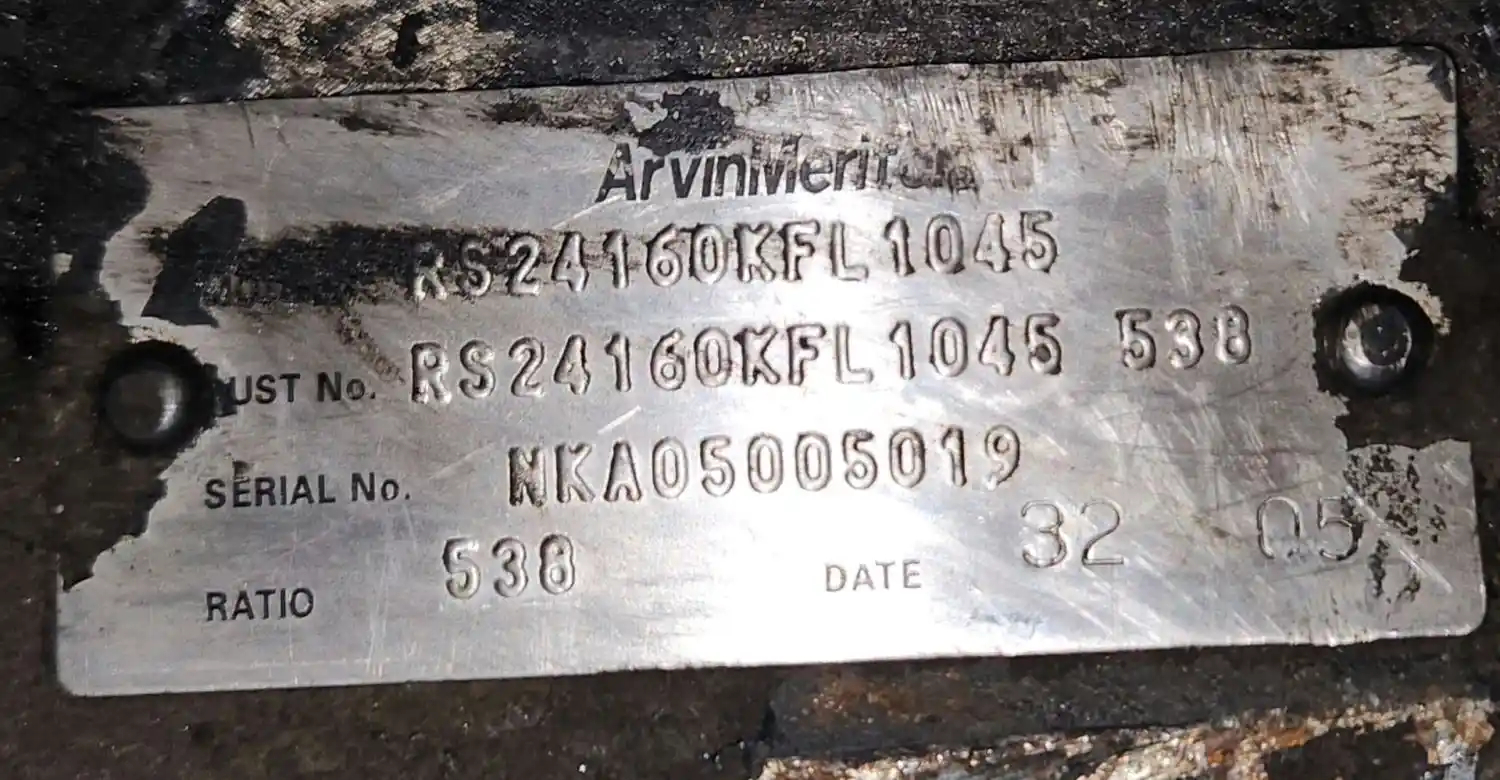 ArvinMeritor
RS24160KFL1045
UST No. RS24160KFL1045 538
SERIAL No. NKA05005019
RATIO 538 DATE 32 05